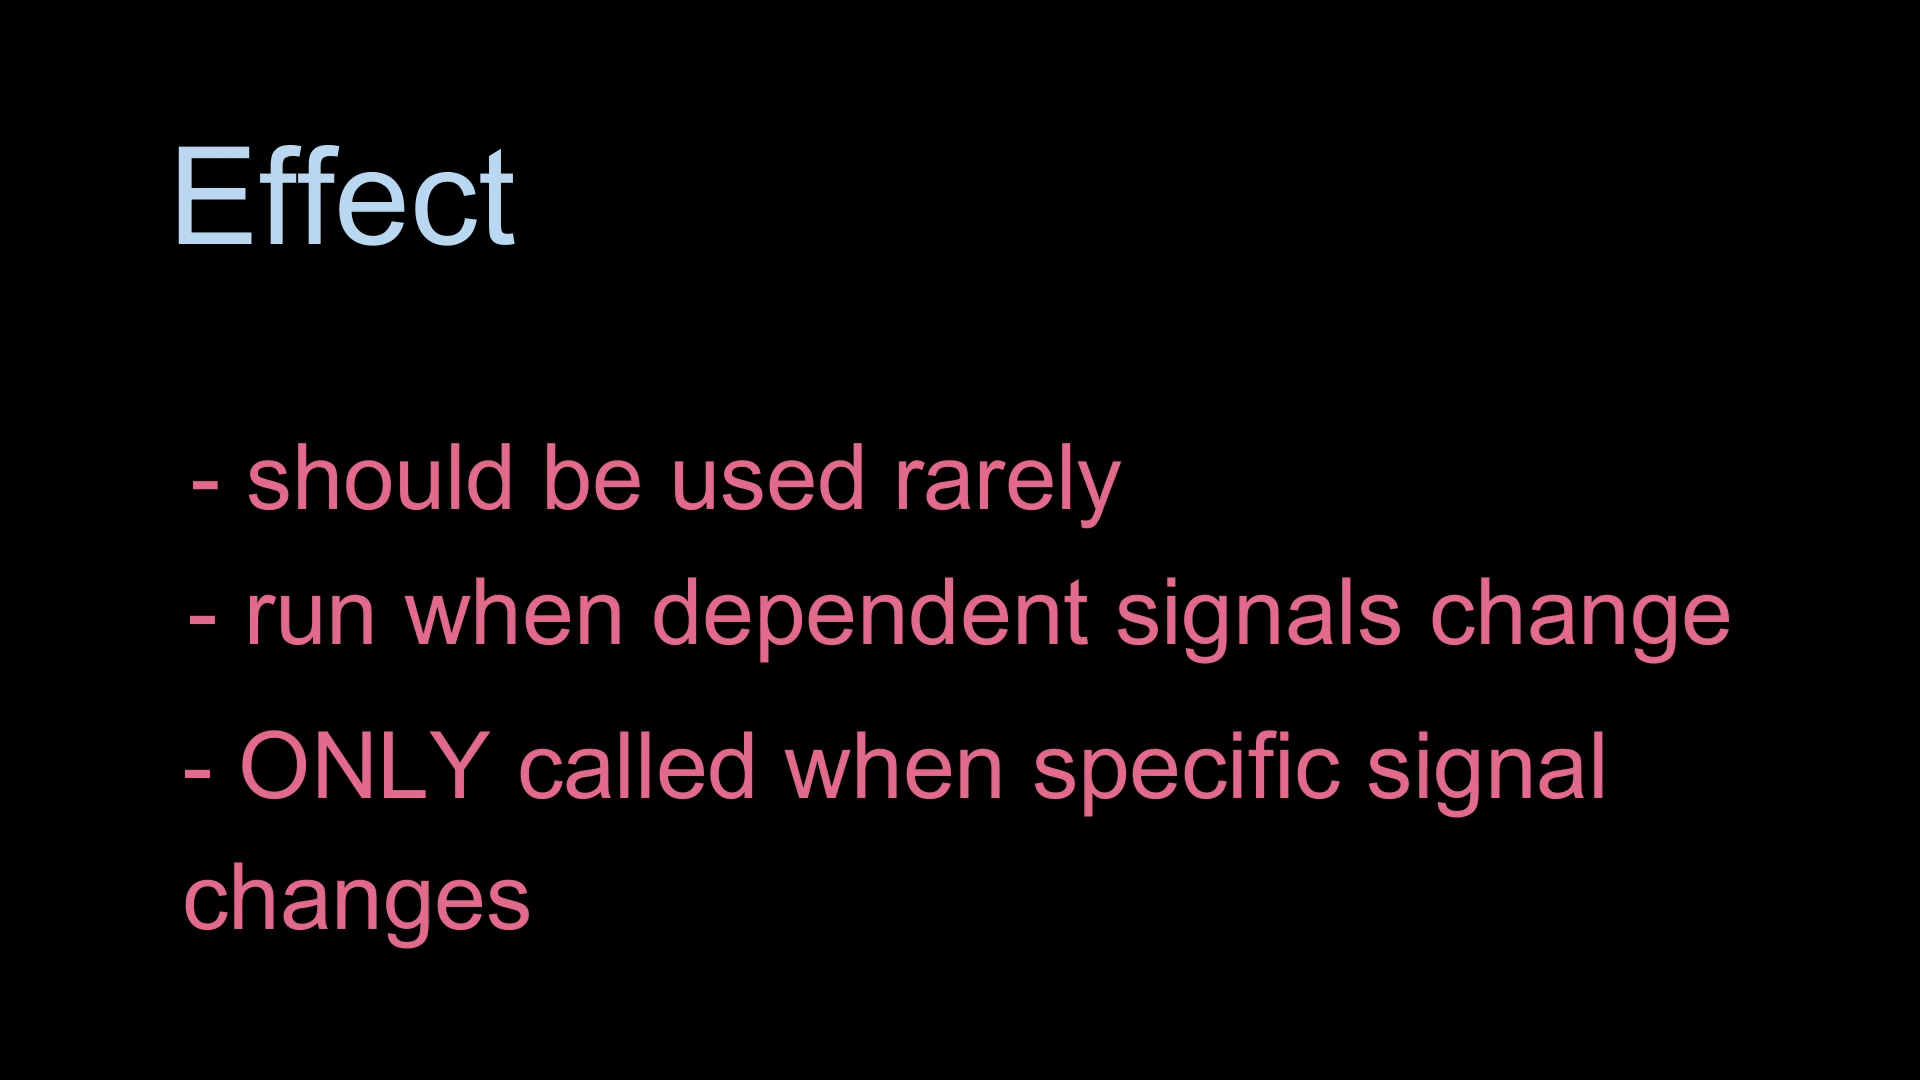 Effect
- should be used rarely
- run when dependent signals change
- ONLY called when specific signal
changes